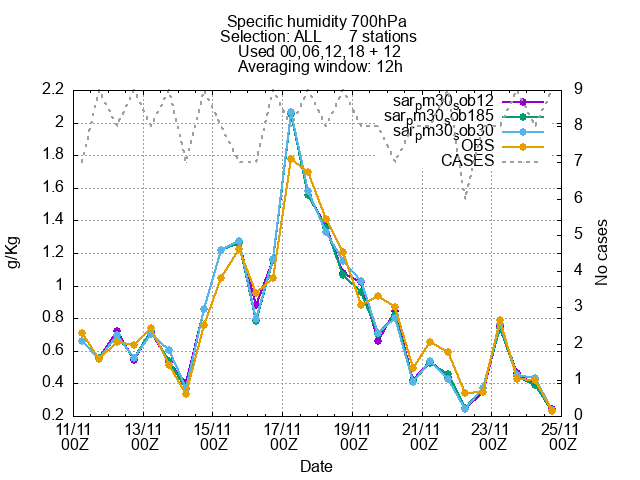 Specific humidity 700hPa
Selection: ALL 7 stations
Used 00,06,12,18 + 12
Averaging window: 12h
2.2
2
1.8
1.6
1.4
1.2
1
0.8
0.6
0.4
0.2
g/Kg
sarpm30sob12
sarpm30sob185
sarpm30sob30
OBS
CASES
9
8
7
6
5
4
3
2
1
0
No cases
11/11 13/11 15/11 17/11 19/11 21/11 23/11 25/11
00Z 00Z 00Z 00Z 00Z 00Z 00Z 00Z
Date